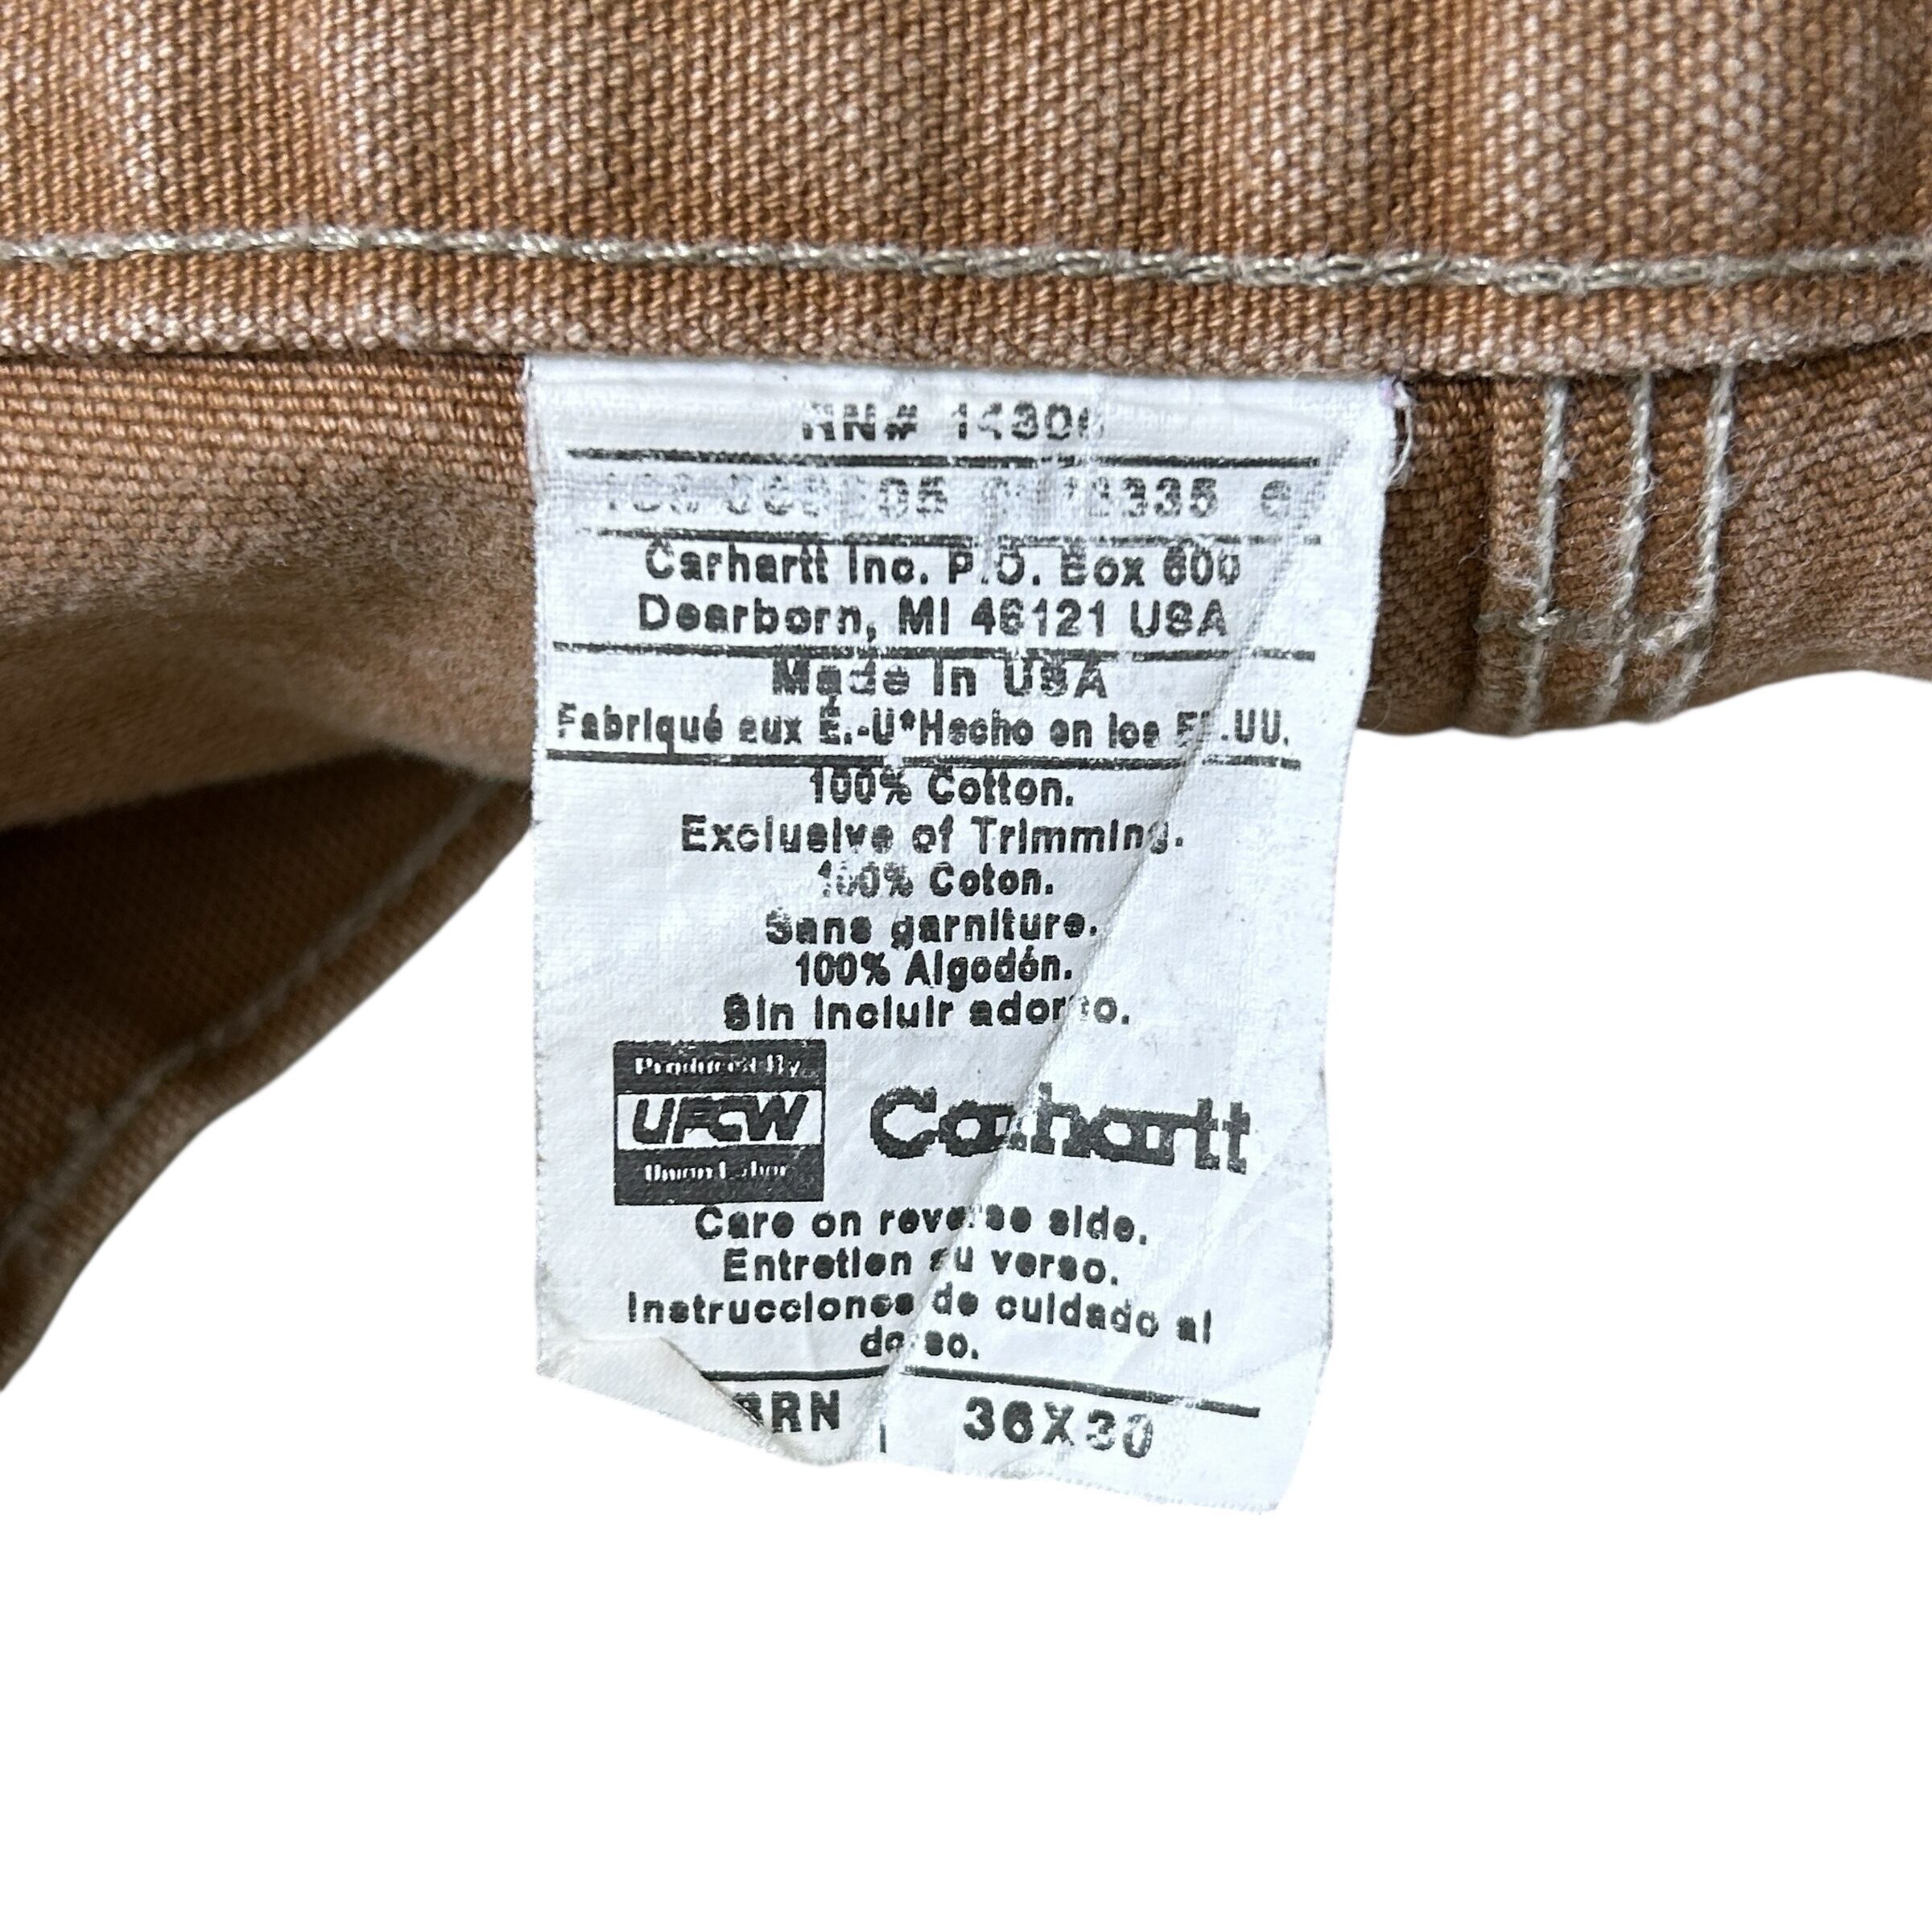 RN# 14806
Carhartt Inc. P.O. Box 600
Dearborn, MI 48121 USA
Made in USA
Fabriqué aux É.-U*Hecho en los EE.UU.
100% Cotton.
Exclusive of Trimming.
100% Coton.
Sans garniture.
100% Algodón.
Sin incluir adorno.
Produced By
UFCW
Union Labor
Carhartt
Care on reverse side.
Entretien au verso.
Instrucciones de cuidado al
dorso.
BRN 36X30